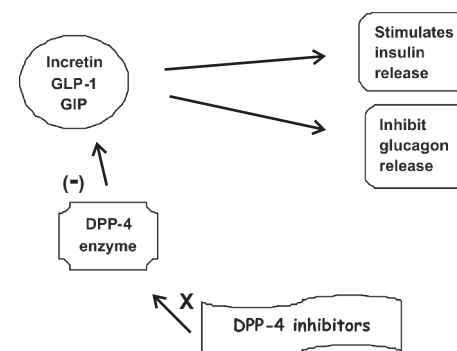 Incretin
GLP-1
GIP
Stimulates
insulin
release
Inhibit
glucagon
release
(-)
DPP-4
enzyme
X
DPP-4 inhibitors